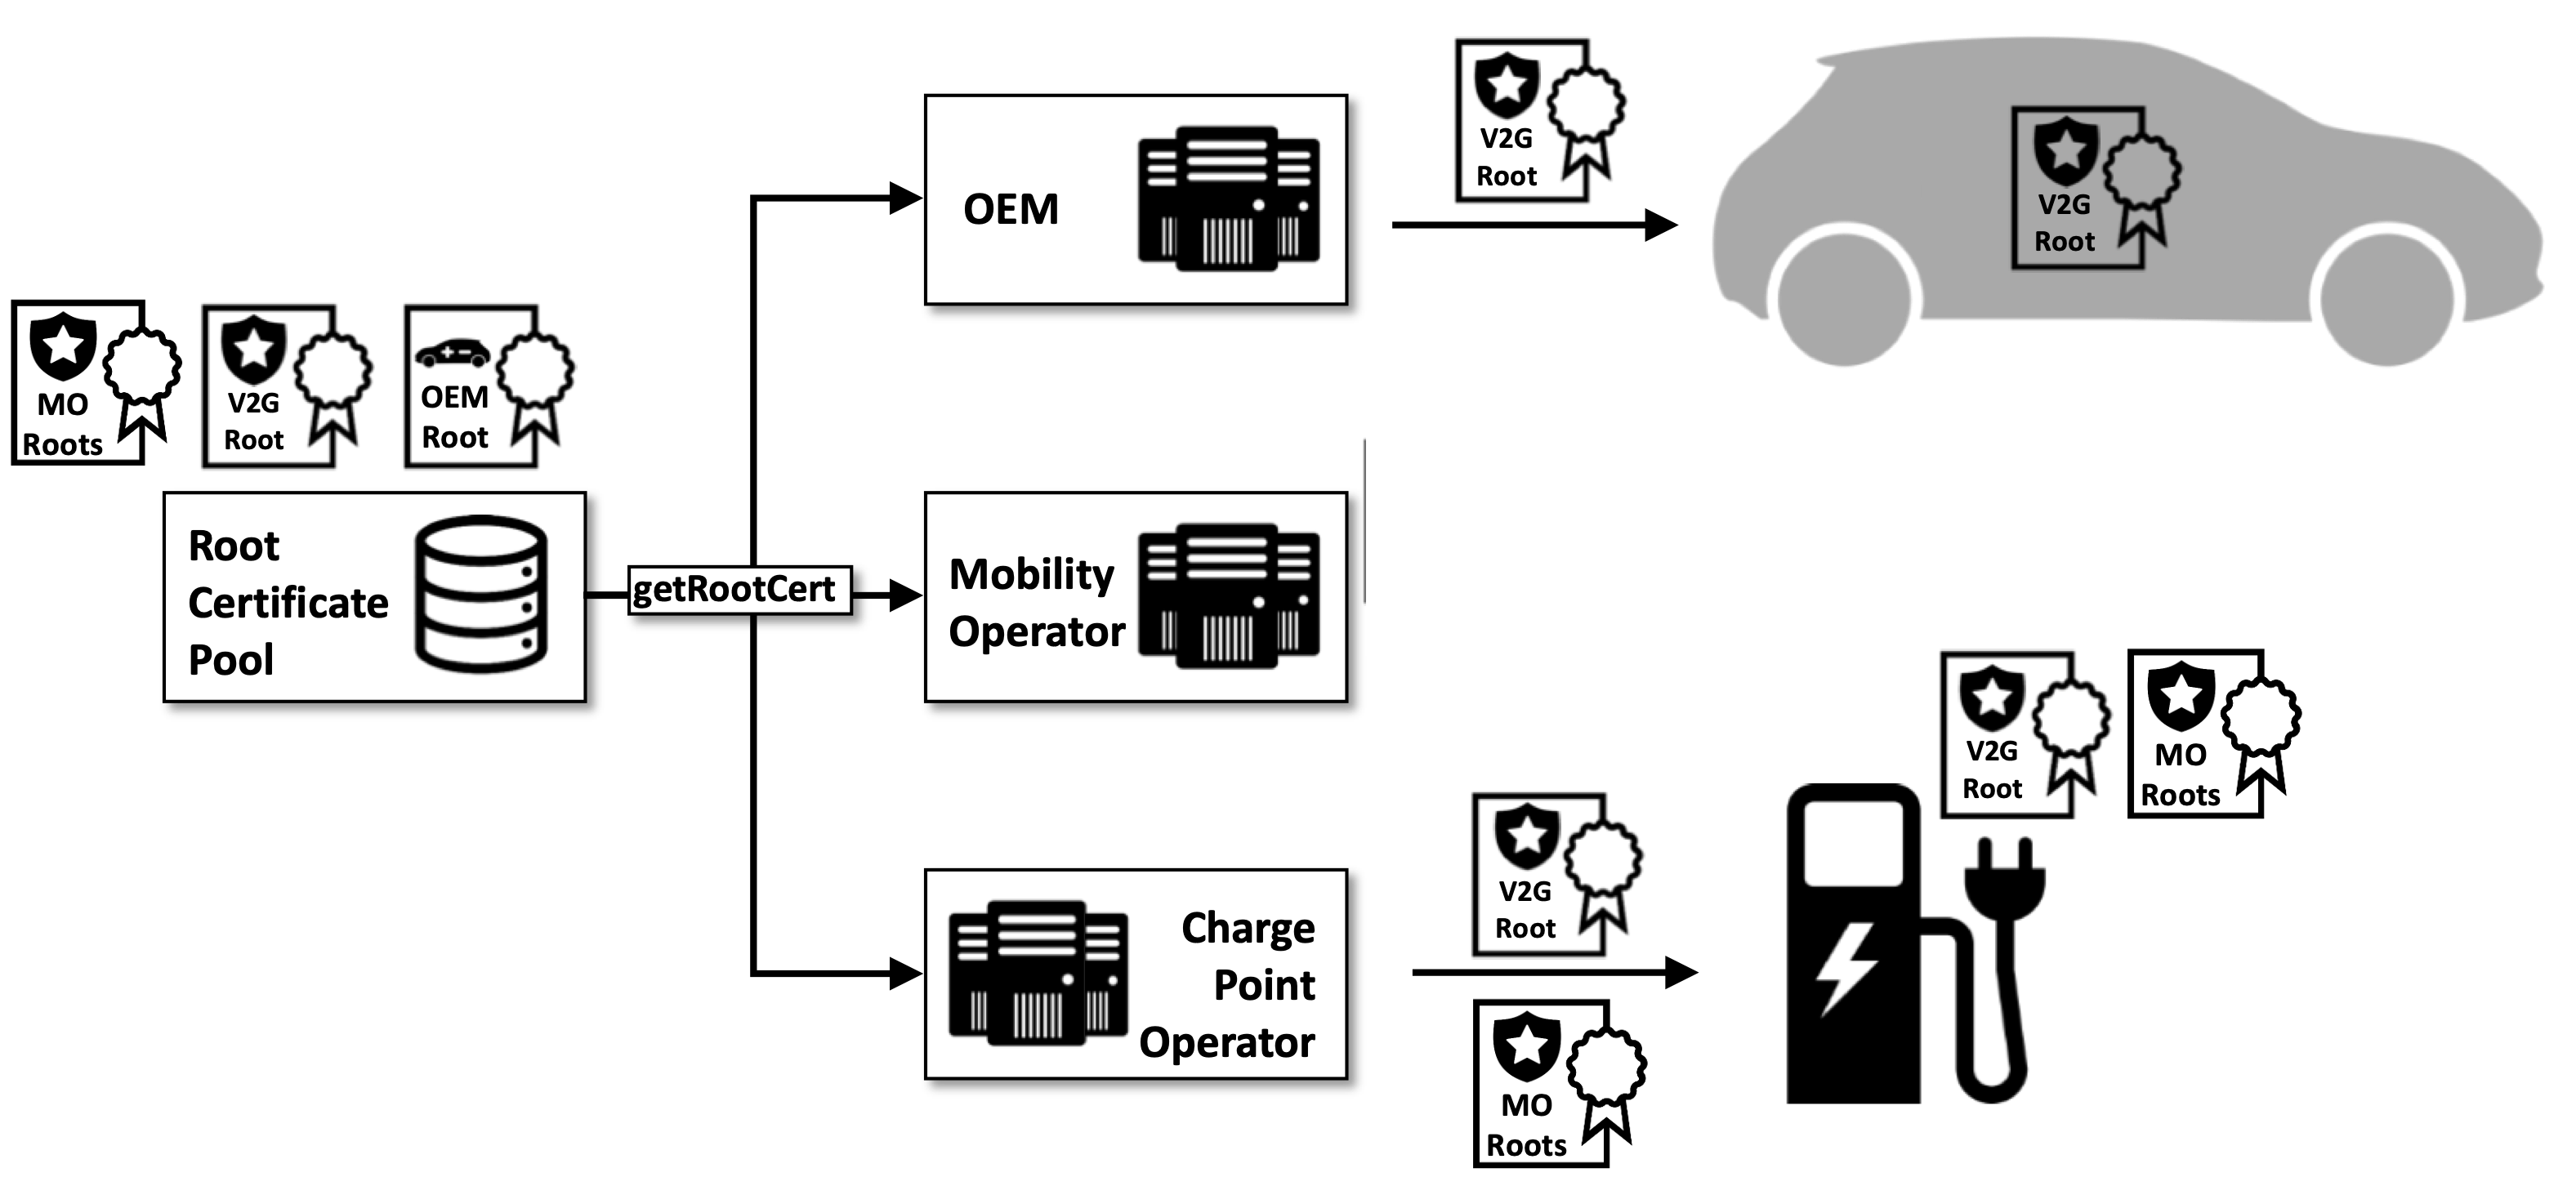 V2G
Root
V2G
Root
OEM
MO
Roots
V2G
Root
OEM
Root
Root
Certificate
Pool
getRootCert
Mobility
Operator
V2G
Root
MO
Roots
Charge
Point
Operator
V2G
Root
MO
Roots